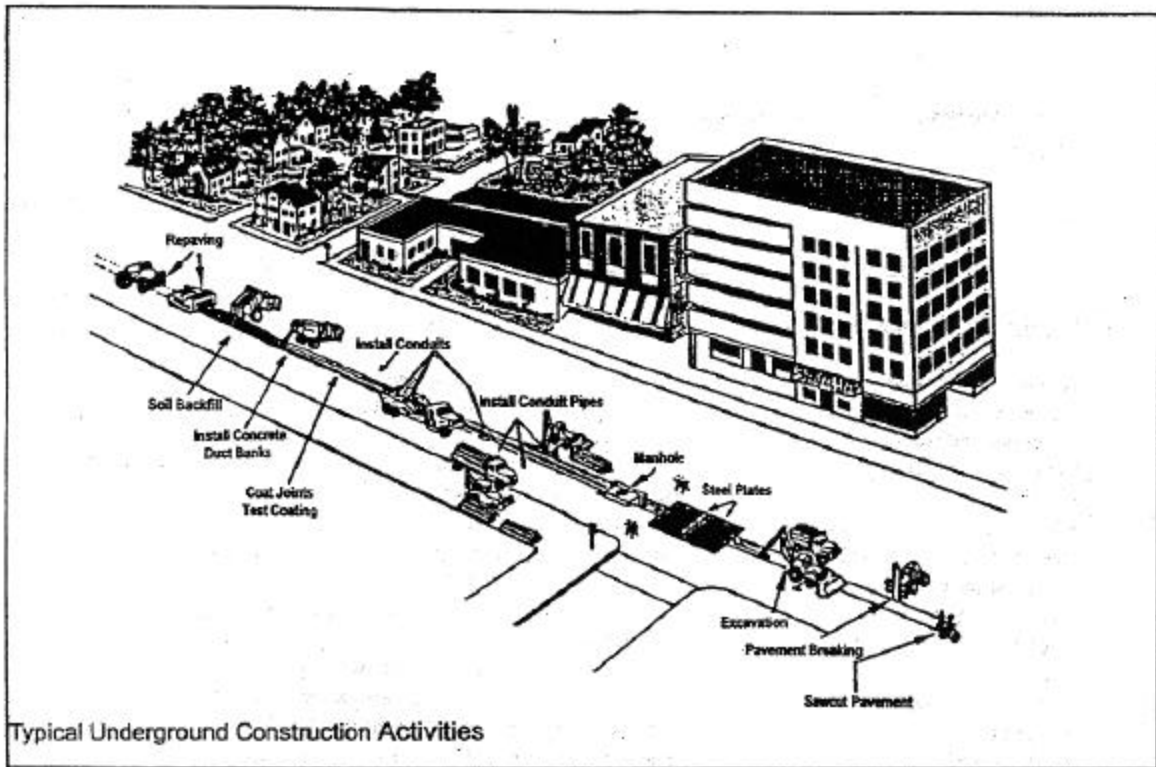 Repaving
Install Conduits
Soil Backfill
Install Concrete
Duct Banks
Install Conduit Pipes
Coat Joints
Test Coating
Manhole
Steel Plates
Excavation
Pavement Breaking
Sawcut Pavement
Typical Underground Construction Activities